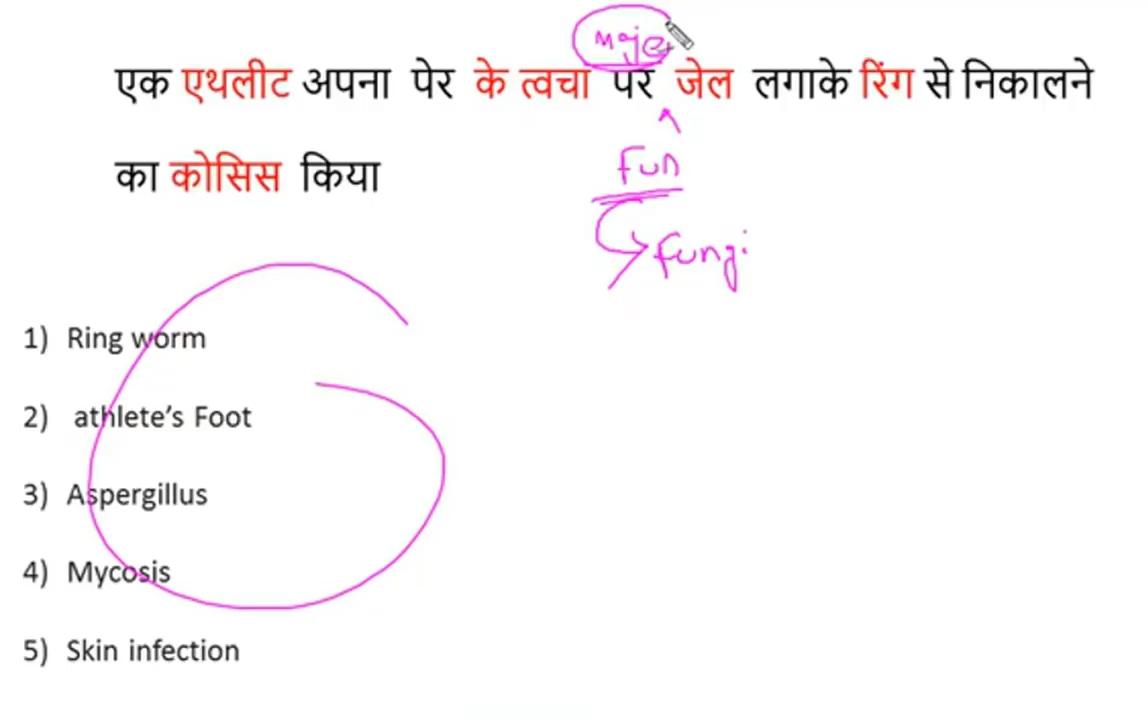 Maje
एक एथलीट अपना पेर के त्वचा पर जेल लगाके रिंग से निकालने
का कोसिस किया
Fun
Fungi
1) Ring worm
2) athlete's Foot
3) Aspergillus
4) Mycosis
5) Skin infection